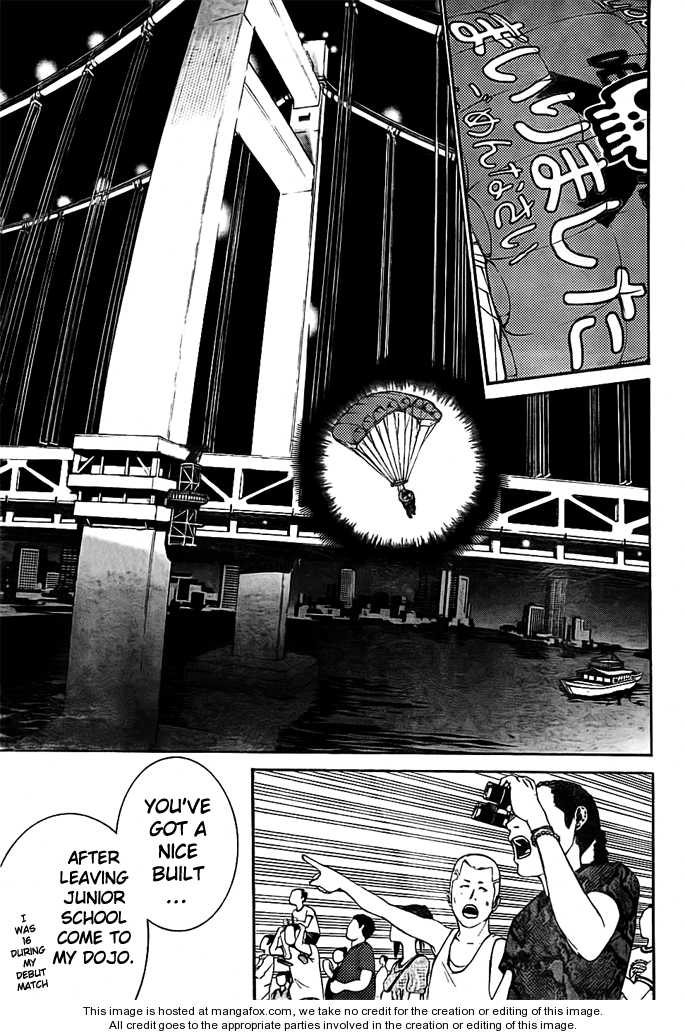 まいりました
ごめんなさい
YOU'VE
GOT A
NICE
BUILT
...
AFTER
LEAVING
JUNIOR
SCHOOL
COME TO
MY DOJO.
I
WAS
16
DURING
MY
DEBUT
MATCH
This image is hosted at mangafox.com, we take no credit for the creation or editing of this image.
All credit goes to the appropriate parties involved in the creation or editing of this image.